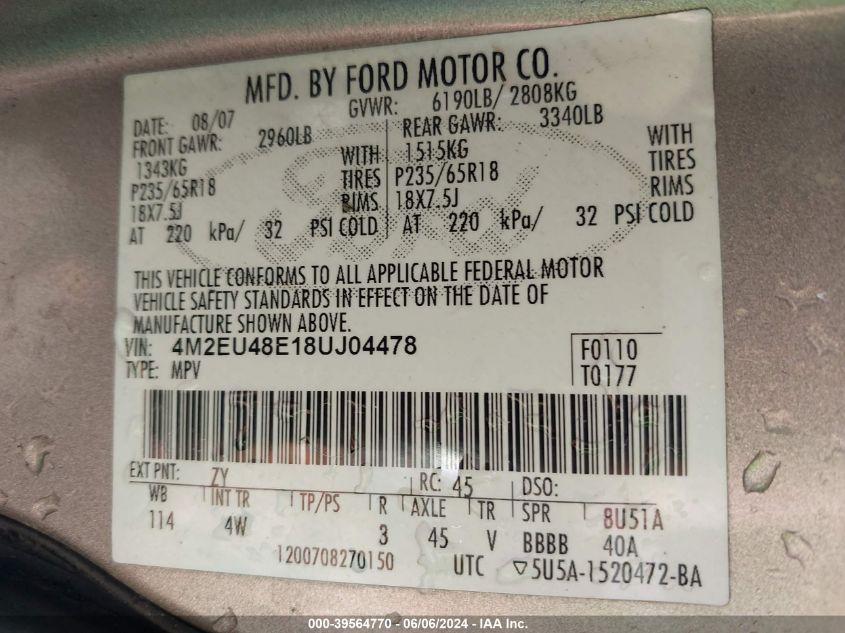 MFD. BY FORD MOTOR CO.
DATE: 08/07 GVWR: 6190LB/ 2808KG
FRONT GAWR: 2960LB REAR GAWR: 3340LB
1343KG WITH 1515KG WITH
P235/65R18 TIRES P235/65R18 TIRES
18X7.5J RIMS 18X7.5J RIMS
AT 220 kPa/ 32 PSI COLD AT 220 kPa/ 32 PSI COLD
Ford
THIS VEHICLE CONFORMS TO ALL APPLICABLE FEDERAL MOTOR
VEHICLE SAFETY STANDARDS IN EFFECT ON THE DATE OF
MANUFACTURE SHOWN ABOVE.
VIN: 4M2EU48E18UJ04478 F0110
TYPE: MPV T0177
EXT PNT: ZY RC: 45 DSO:
WB INT TR TP/PS R AXLE TR SPR 8U51A
114 4W 3 45 V BBBB 40A
1200708270150 UTC ▽5U5A-1520472-BA
000-39564770 - 06/06/2024 - IAA Inc.